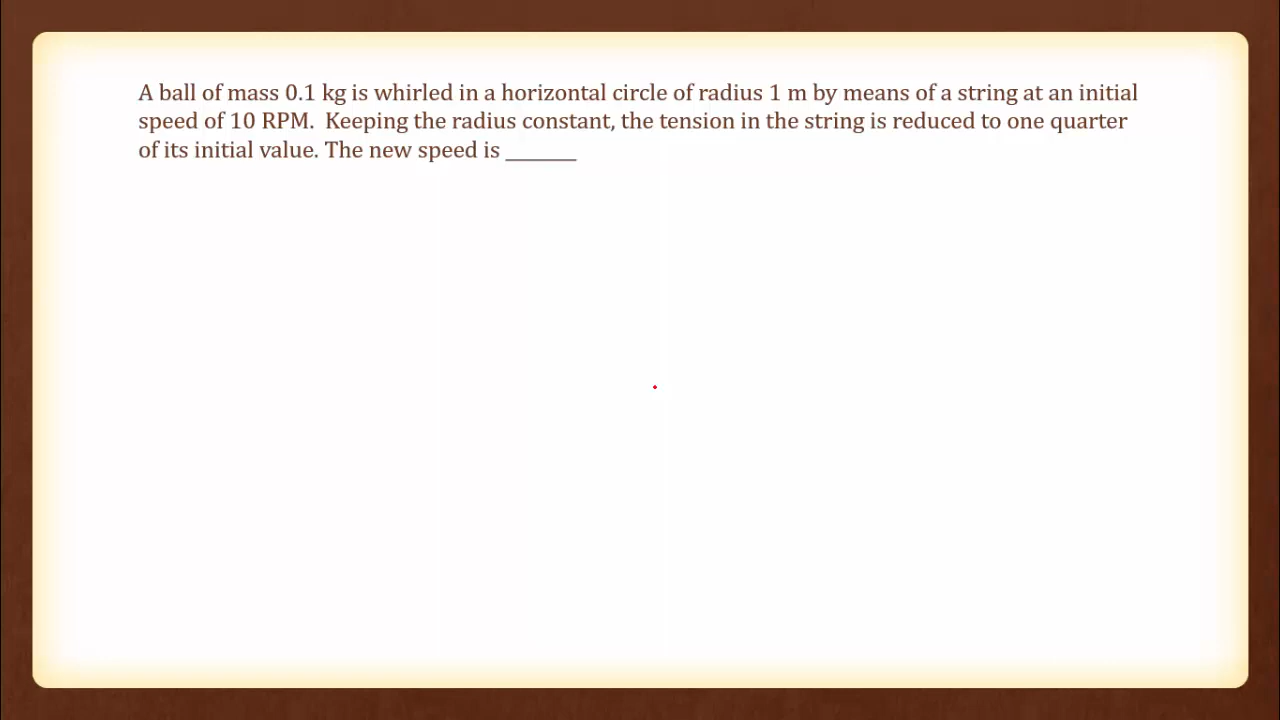 A ball of mass 0.1 kg is whirled in a horizontal circle of radius 1 m by means of a string at an initial
speed of 10 RPM.  Keeping the radius constant, the tension in the string is reduced to one quarter
of its initial value. The new speed is ________